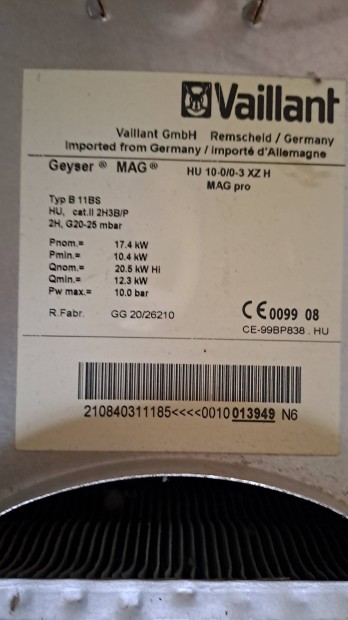 Vaillant
Vaillant GmbH Remscheid / Germany
Imported from Germany / Importé d'Allemagne
Geyser ® MAG ® HU 10-0/0-3 XZ H
MAG pro
Typ B 11BS
HU, cat.II 2H3B/P
2H, G20-25 mbar
Pnom.= 17.4 kW
Pmin.= 10.4 kW
Qnom.= 20.5 kW Hi
Qmin.= 12.3 kW
Pw max.= 10.0 bar
R.Fabr. GG 20/26210
CE 0099 08
CE-99BP838 . HU
210840311185<<<<0010013949 N6